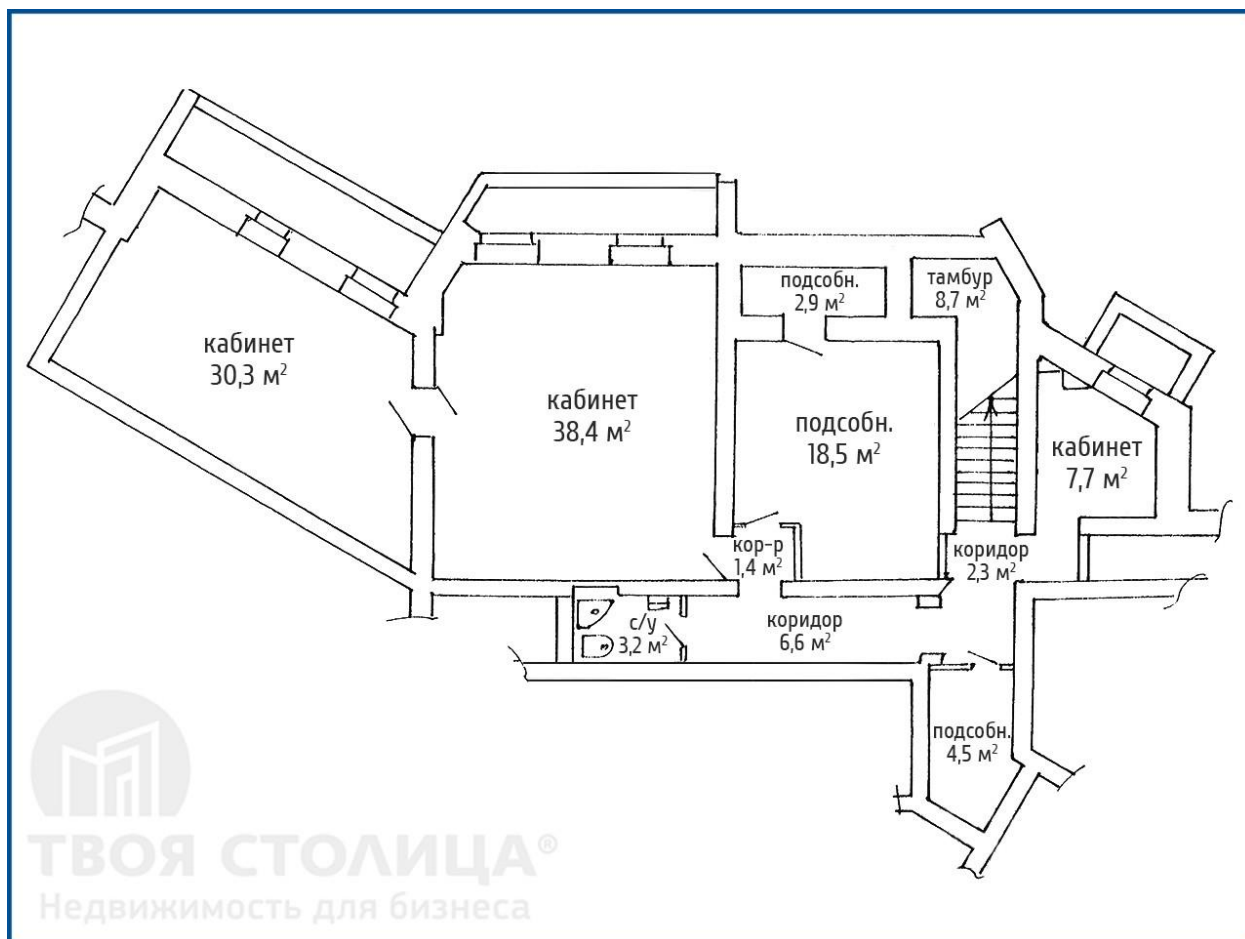 кабинет
30,3 м²
кабинет
38,4 м²
подсобн.
2,9 м²
тамбур
8,7 м²
подсобн.
18,5 м²
кабинет
7,7 м²
кор-р
1,4 м²
коридор
2,3 м²
с/у
3,2 м²
коридор
6,6 м²
подсобн.
4,5 м²
ТВОЯ СТОЛИЦА®
Недвижимость для бизнеса